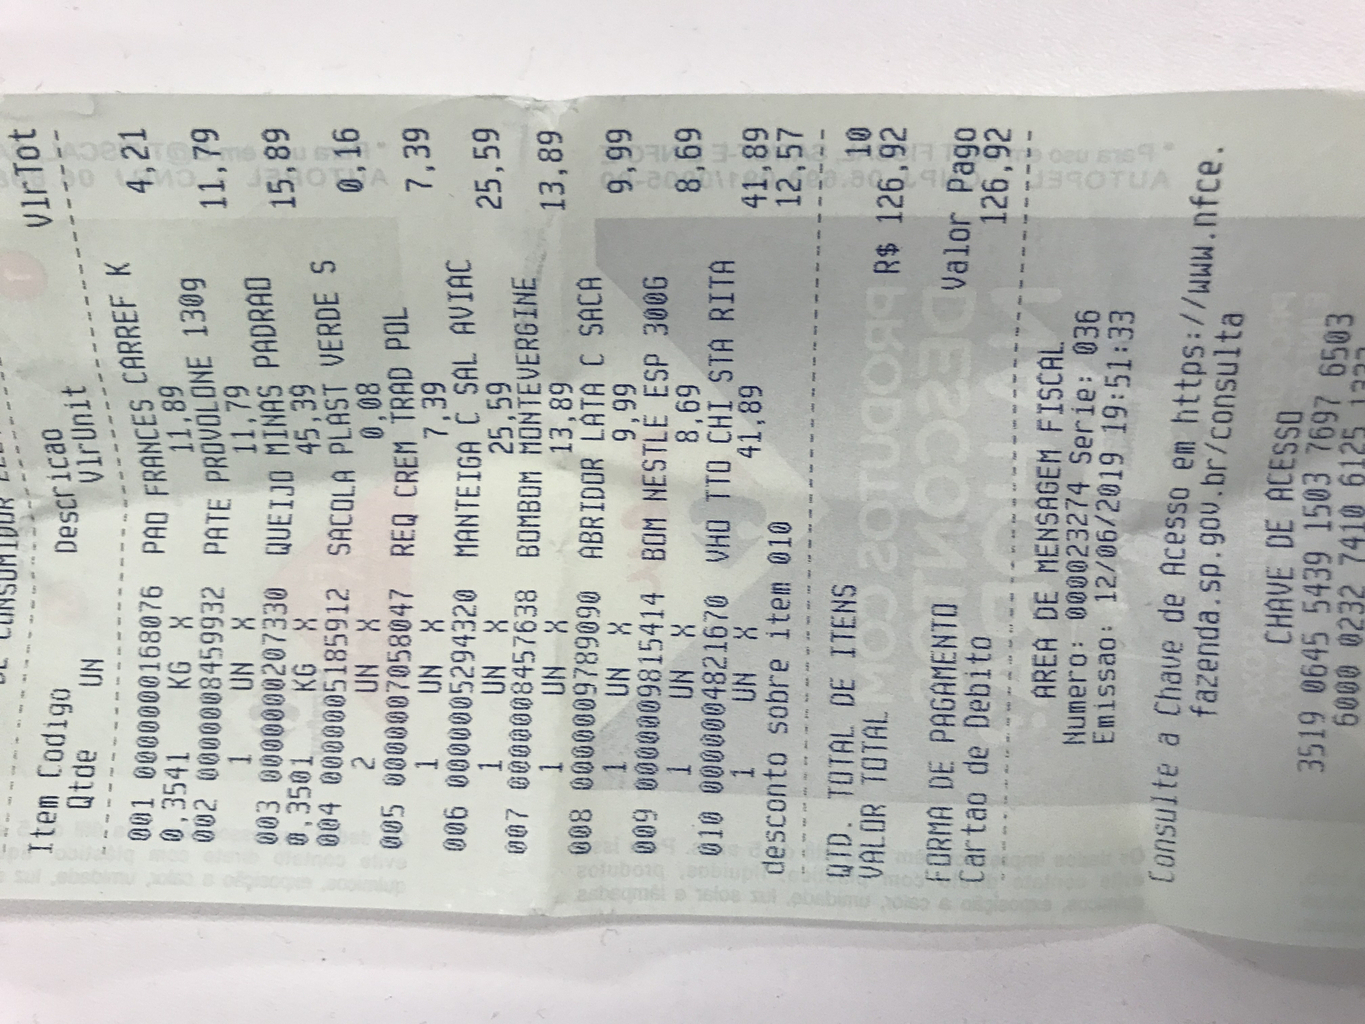 Item Codigo Descricao VlrTot
Qtde UN VlrUnit
001 0000000168076 PAO FRANCES CARREF K
0,3541 KG X 11,89 4,21
002 0000008459932 PATE PROVOLONE 130g
1 UN X 11,79 11,79
003 0000000207330 QUEIJO MINAS PADRAO
0,3501 KG X 45,39 15,89
004 0000005185912 SACOLA PLAST VERDE S
2 UN X 0,08 0,16
005 0000007058047 REQ CREM TRAD POL
1 UN X 7,39 7,39
006 0000005294320 MANTEIGA C SAL AVIAC
1 UN X 25,59 25,59
007 0000008457638 BOMBOM MONTEVERGINE
1 UN X 13,89 13,89
008 0000009789090 ABRIDOR LATA C SACA
1 UN X 9,99 9,99
009 0000009815414 BOM NESTLE ESP 300G
1 UN X 8,69 8,69
010 0000004821670 VHO TTO CHI STA RITA
1 UN X 41,89 41,89
desconto sobre item 010 12,57
QTD. TOTAL DE ITENS 10
VALOR TOTAL R$ 126,92
FORMA DE PAGAMENTO Valor Pago
Cartao de Debito 126,92
AREA DE MENSAGEM FISCAL
Numero: 000023274 Serie: 036
Emissao: 12/06/2019 19:51:33
Consulte a Chave de Acesso em https://www.nfce.
fazenda.sp.gov.br/consulta
CHAVE DE ACESSO
3519 0645 5439 1503 7697 6503
6000 0232 7410 6125